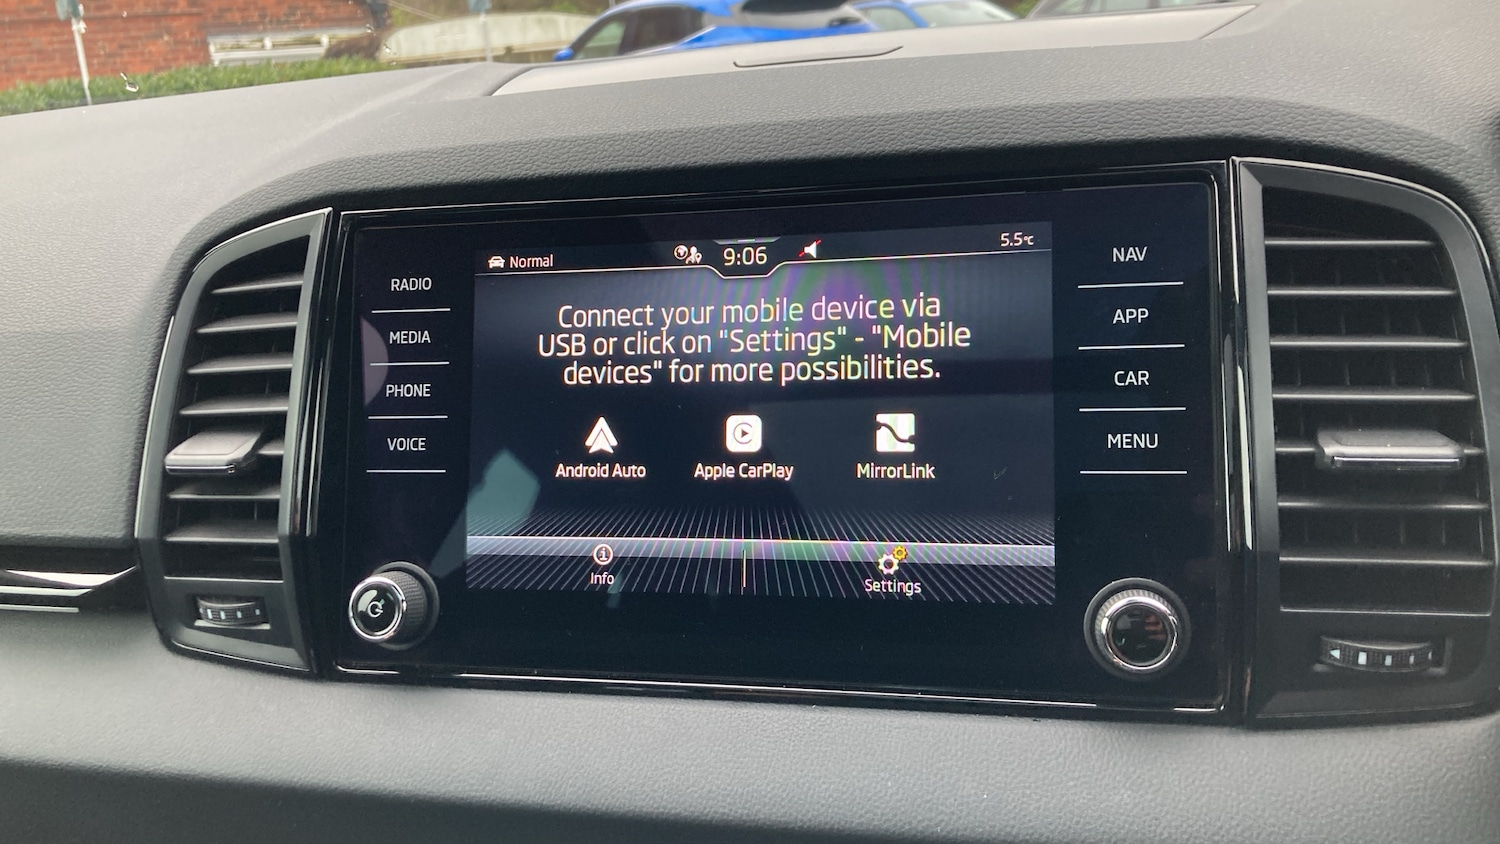 Normal
9:06
5.5°C
RADIO
MEDIA
PHONE
VOICE
Connect your mobile device via
USB or click on "Settings" - "Mobile
devices" for more possibilities.
Android Auto
Apple CarPlay
MirrorLink
Info
Settings
NAV
APP
CAR
MENU